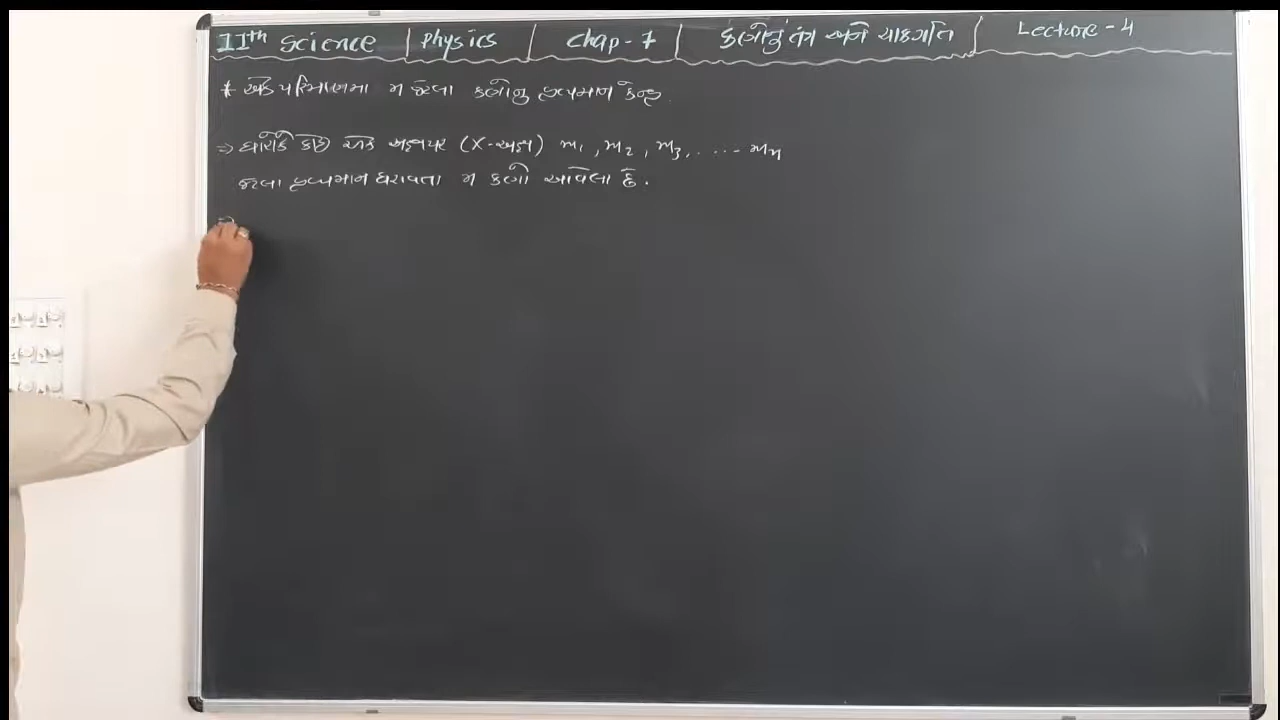 11th Science | Physics | Chap - 7 | કણોનું તંત્ર અને ચાકગતિ | Lecture - 4
* એક પરિમાણમાં n જેટલા કણોનું દ્રવ્યમાન કેન્દ્ર.
⇒ ધારોકે કોઈ એક અક્ષપર (X-અક્ષ) m₁, m₂, m₃, ..... mₙ
જેટલા દ્રવ્યમાન ધરાવતા n કણો આવેલા છે.